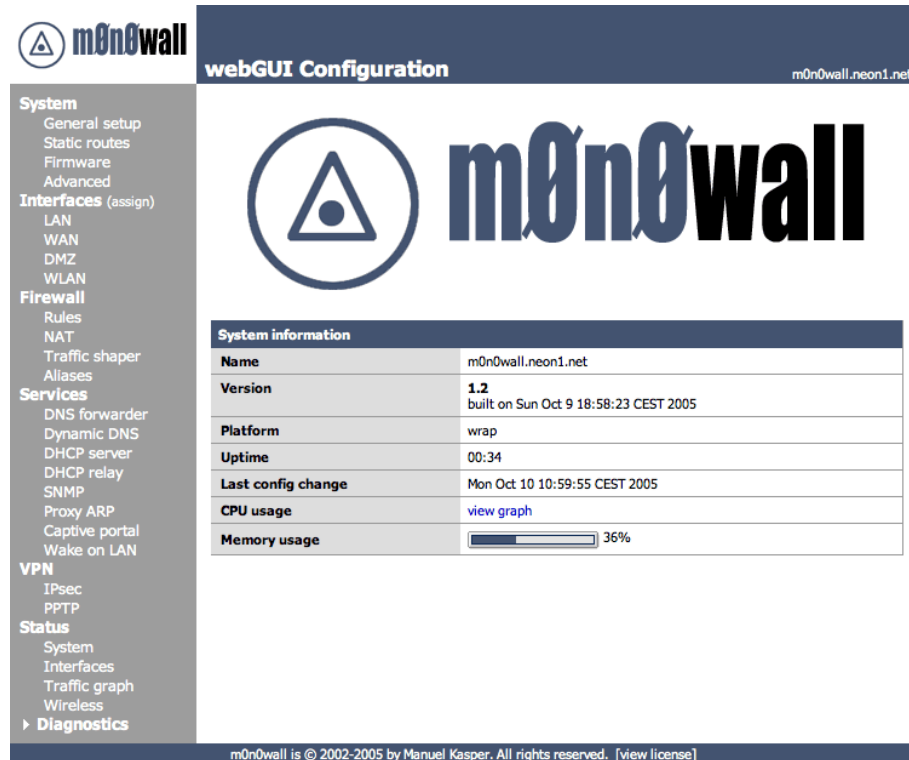 mØnØwall
webGUI Configuration
m0n0wall.neon1.net
System
General setup
Static routes
Firmware
Advanced
Interfaces (assign)
LAN
WAN
DMZ
WLAN
Firewall
Rules
NAT
Traffic shaper
Aliases
Services
DNS forwarder
Dynamic DNS
DHCP server
DHCP relay
SNMP
Proxy ARP
Captive portal
Wake on LAN
VPN
IPsec
PPTP
Status
System
Interfaces
Traffic graph
Wireless
Diagnostics
mØnØwall
System information
Name m0n0wall.neon1.net
Version 1.2
built on Sun Oct 9 18:58:23 CEST 2005
Platform wrap
Uptime 00:34
Last config change Mon Oct 10 10:59:55 CEST 2005
CPU usage view graph
Memory usage 36%
m0n0wall is © 2002-2005 by Manuel Kasper. All rights reserved. [view license]